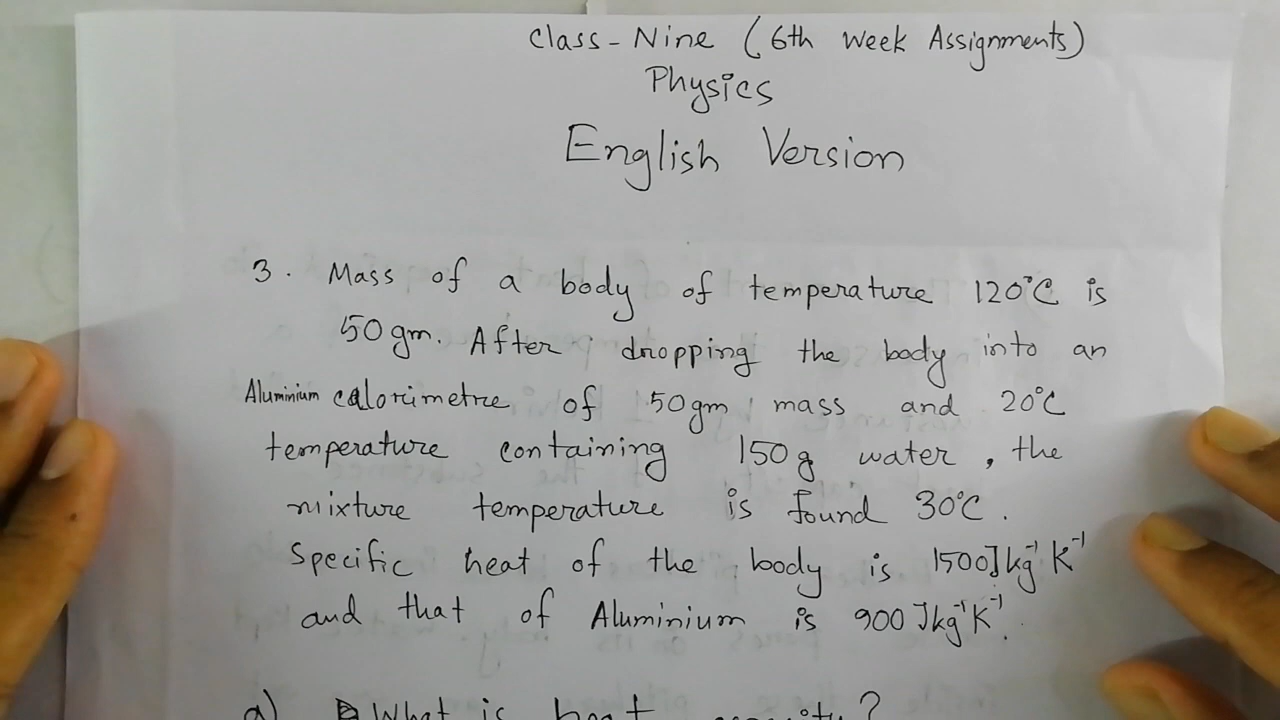 Class-Nine (6th Week Assignments)
Physics
English Version
3. Mass of a body of temperature 120°C is
50gm. After dropping the body into an
Aluminium calorimetre of 50gm mass and 20°C
temperature containing 150g water, the
mixture temperature is found 30°C.
Specific heat of the body is 1500Jkg⁻¹K⁻¹
and that of Aluminium is 900Jkg⁻¹K⁻¹.
a) What is heat